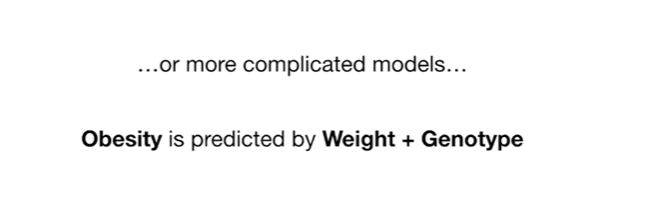 …or more complicated models…
Obesity is predicted by Weight + Genotype